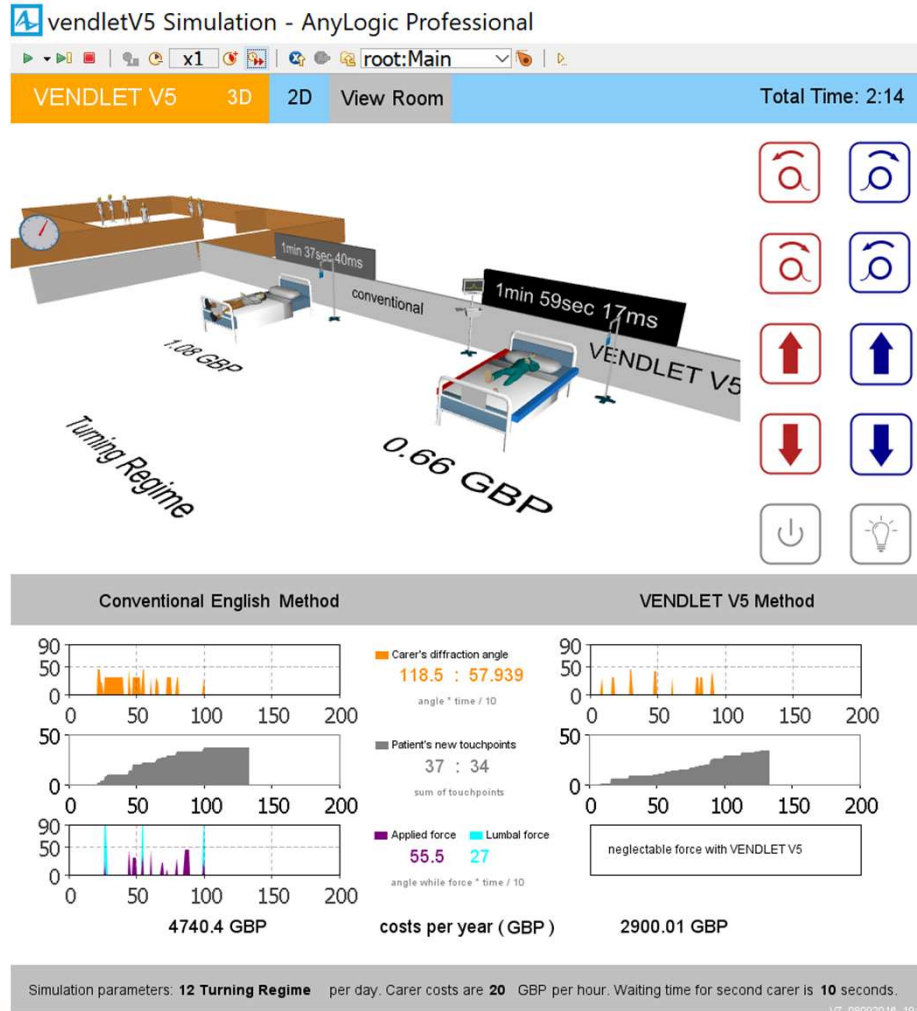 vendletV5 Simulation - AnyLogic Professional
x1 root:Main
VENDLET V5 3D 2D View Room Total Time: 2:14
1min 37sec 40ms
conventional
1min 59sec 17ms
VENDLET V5
1.08 GBP
0.66 GBP
Turning Regime
Conventional English Method VENDLET V5 Method
90
50
0
0 50 100 150 200
Carer's diffraction angle
118.5 : 57.939
angle * time / 10
90
50
0
0 50 100 150 200
50
0
0 50 100 150 200
Patient's new touchpoints
37 : 34
sum of touchpoints
50
0
0 50 100 150 200
90
50
0
0 50 100 150 200
Applied force Lumbal force
55.5 27
angle while force * time / 10
neglectable force with VENDLET V5
4740.4 GBP costs per year (GBP) 2900.01 GBP
Simulation parameters: 12 Turning Regime per day. Carer costs are 20 GBP per hour. Waiting time for second carer is 10 seconds.